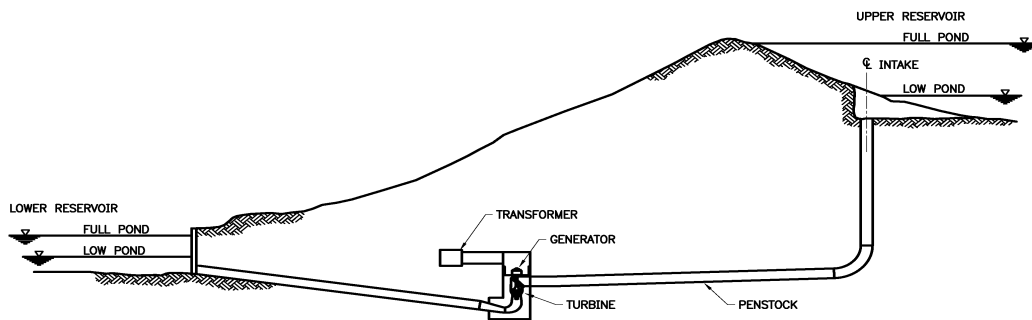 UPPER RESERVOIR
FULL POND
℄ INTAKE
LOW POND
LOWER RESERVOIR
FULL POND
LOW POND
TRANSFORMER
GENERATOR
TURBINE
PENSTOCK